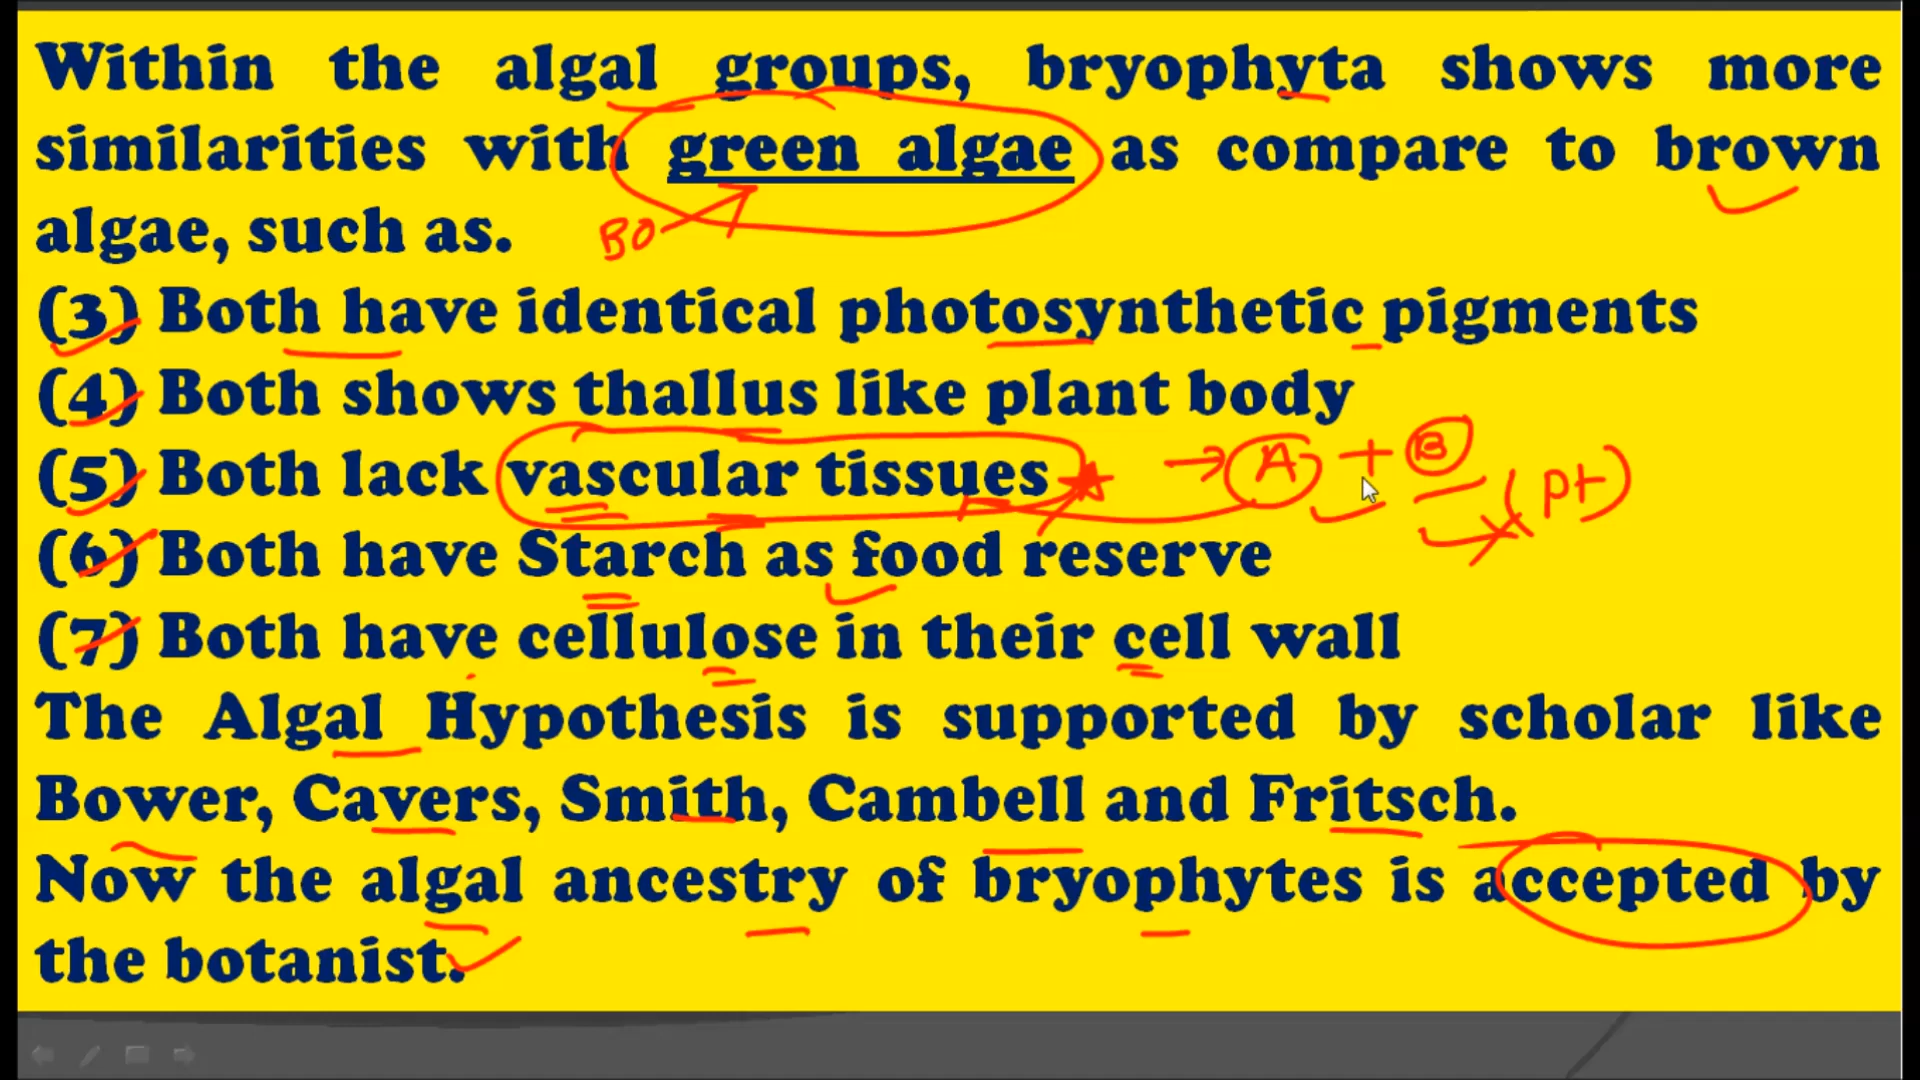 Within the algal groups, bryophyta shows more
similarities with green algae as compare to brown
algae, such as.
BO
(3) Both have identical photosynthetic pigments
(4) Both shows thallus like plant body
(5) Both lack vascular tissues → A + B (pt)
(6) Both have Starch as food reserve
(7) Both have cellulose in their cell wall
The Algal Hypothesis is supported by scholar like
Bower, Cavers, Smith, Cambell and Fritsch.
Now the algal ancestry of bryophytes is accepted by
the botanist.